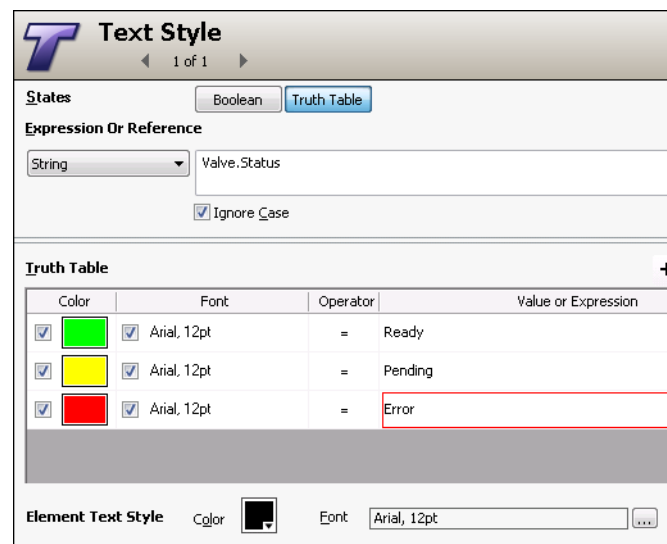 Text Style
1 of 1
States Boolean Truth Table
Expression Or Reference
String Valve.Status
Ignore Case
Truth Table +
Color Font Operator Value or Expression
Arial, 12pt = Ready
Arial, 12pt = Pending
Arial, 12pt = Error
Element Text Style Color Font Arial, 12pt ...